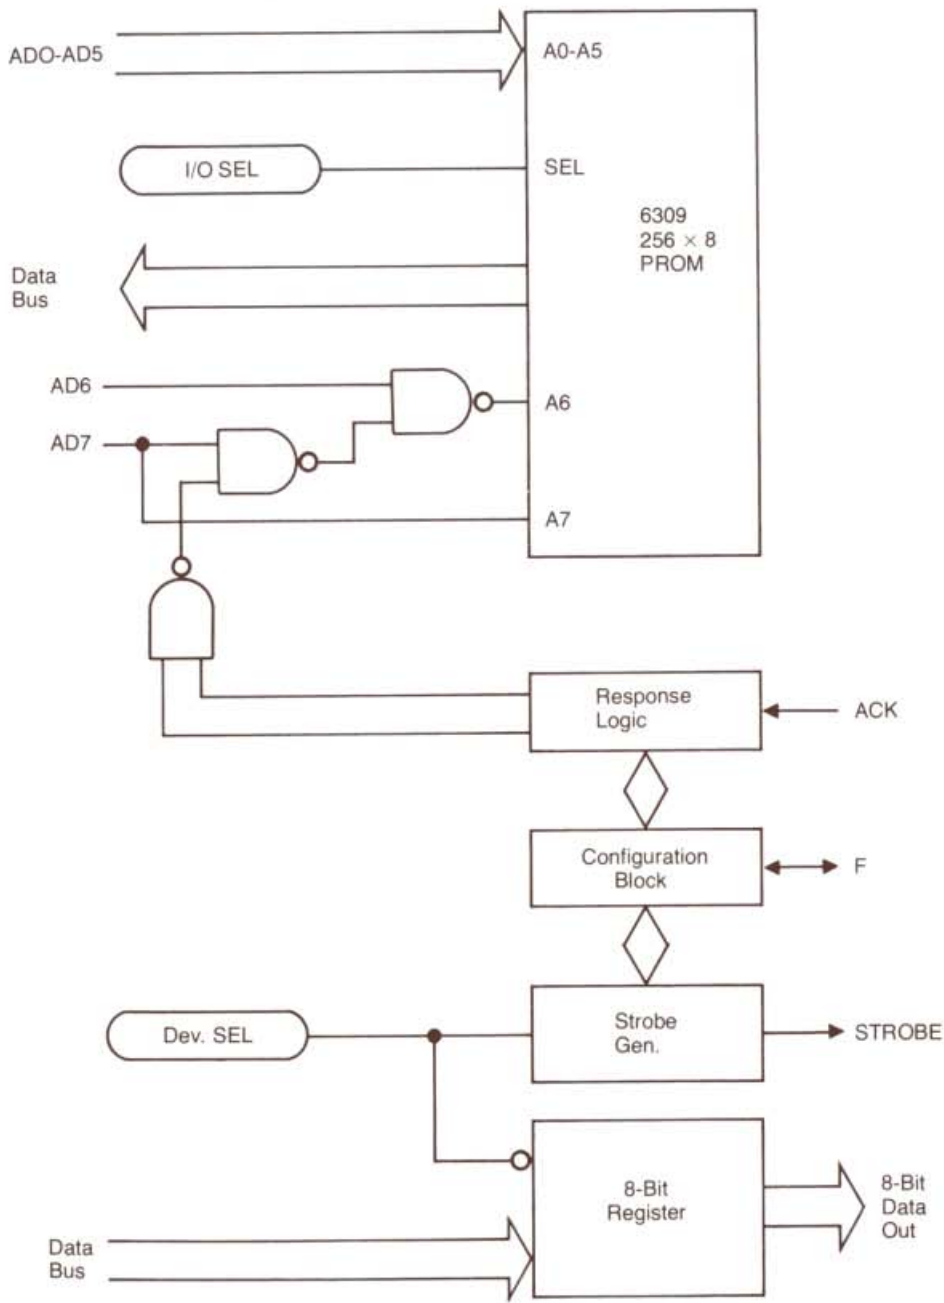 ADO-AD5
A0-A5
I/O SEL
SEL
6309
256 × 8
PROM
Data
Bus
AD6
A6
AD7
A7
Response
Logic
ACK
Configuration
Block
F
Dev. SEL
Strobe
Gen.
STROBE
8-Bit
Register
8-Bit
Data
Out
Data
Bus